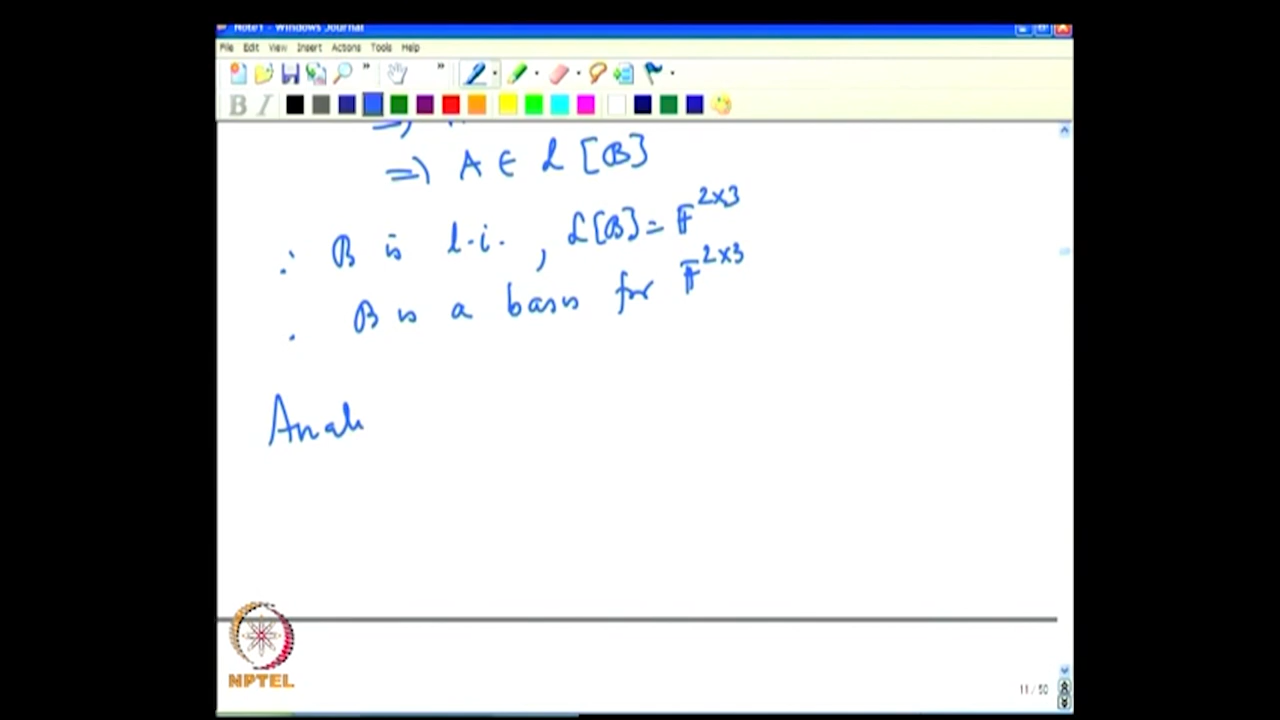 Note1 - Windows Journal
File Edit View Insert Actions Tools Help
B I
⇒ A ∈ L [B]
∴ B is l.i. , L[B] = F^{2×3}
∴ B is a basis for F^{2×3}
Anal
NPTEL
11 / 50